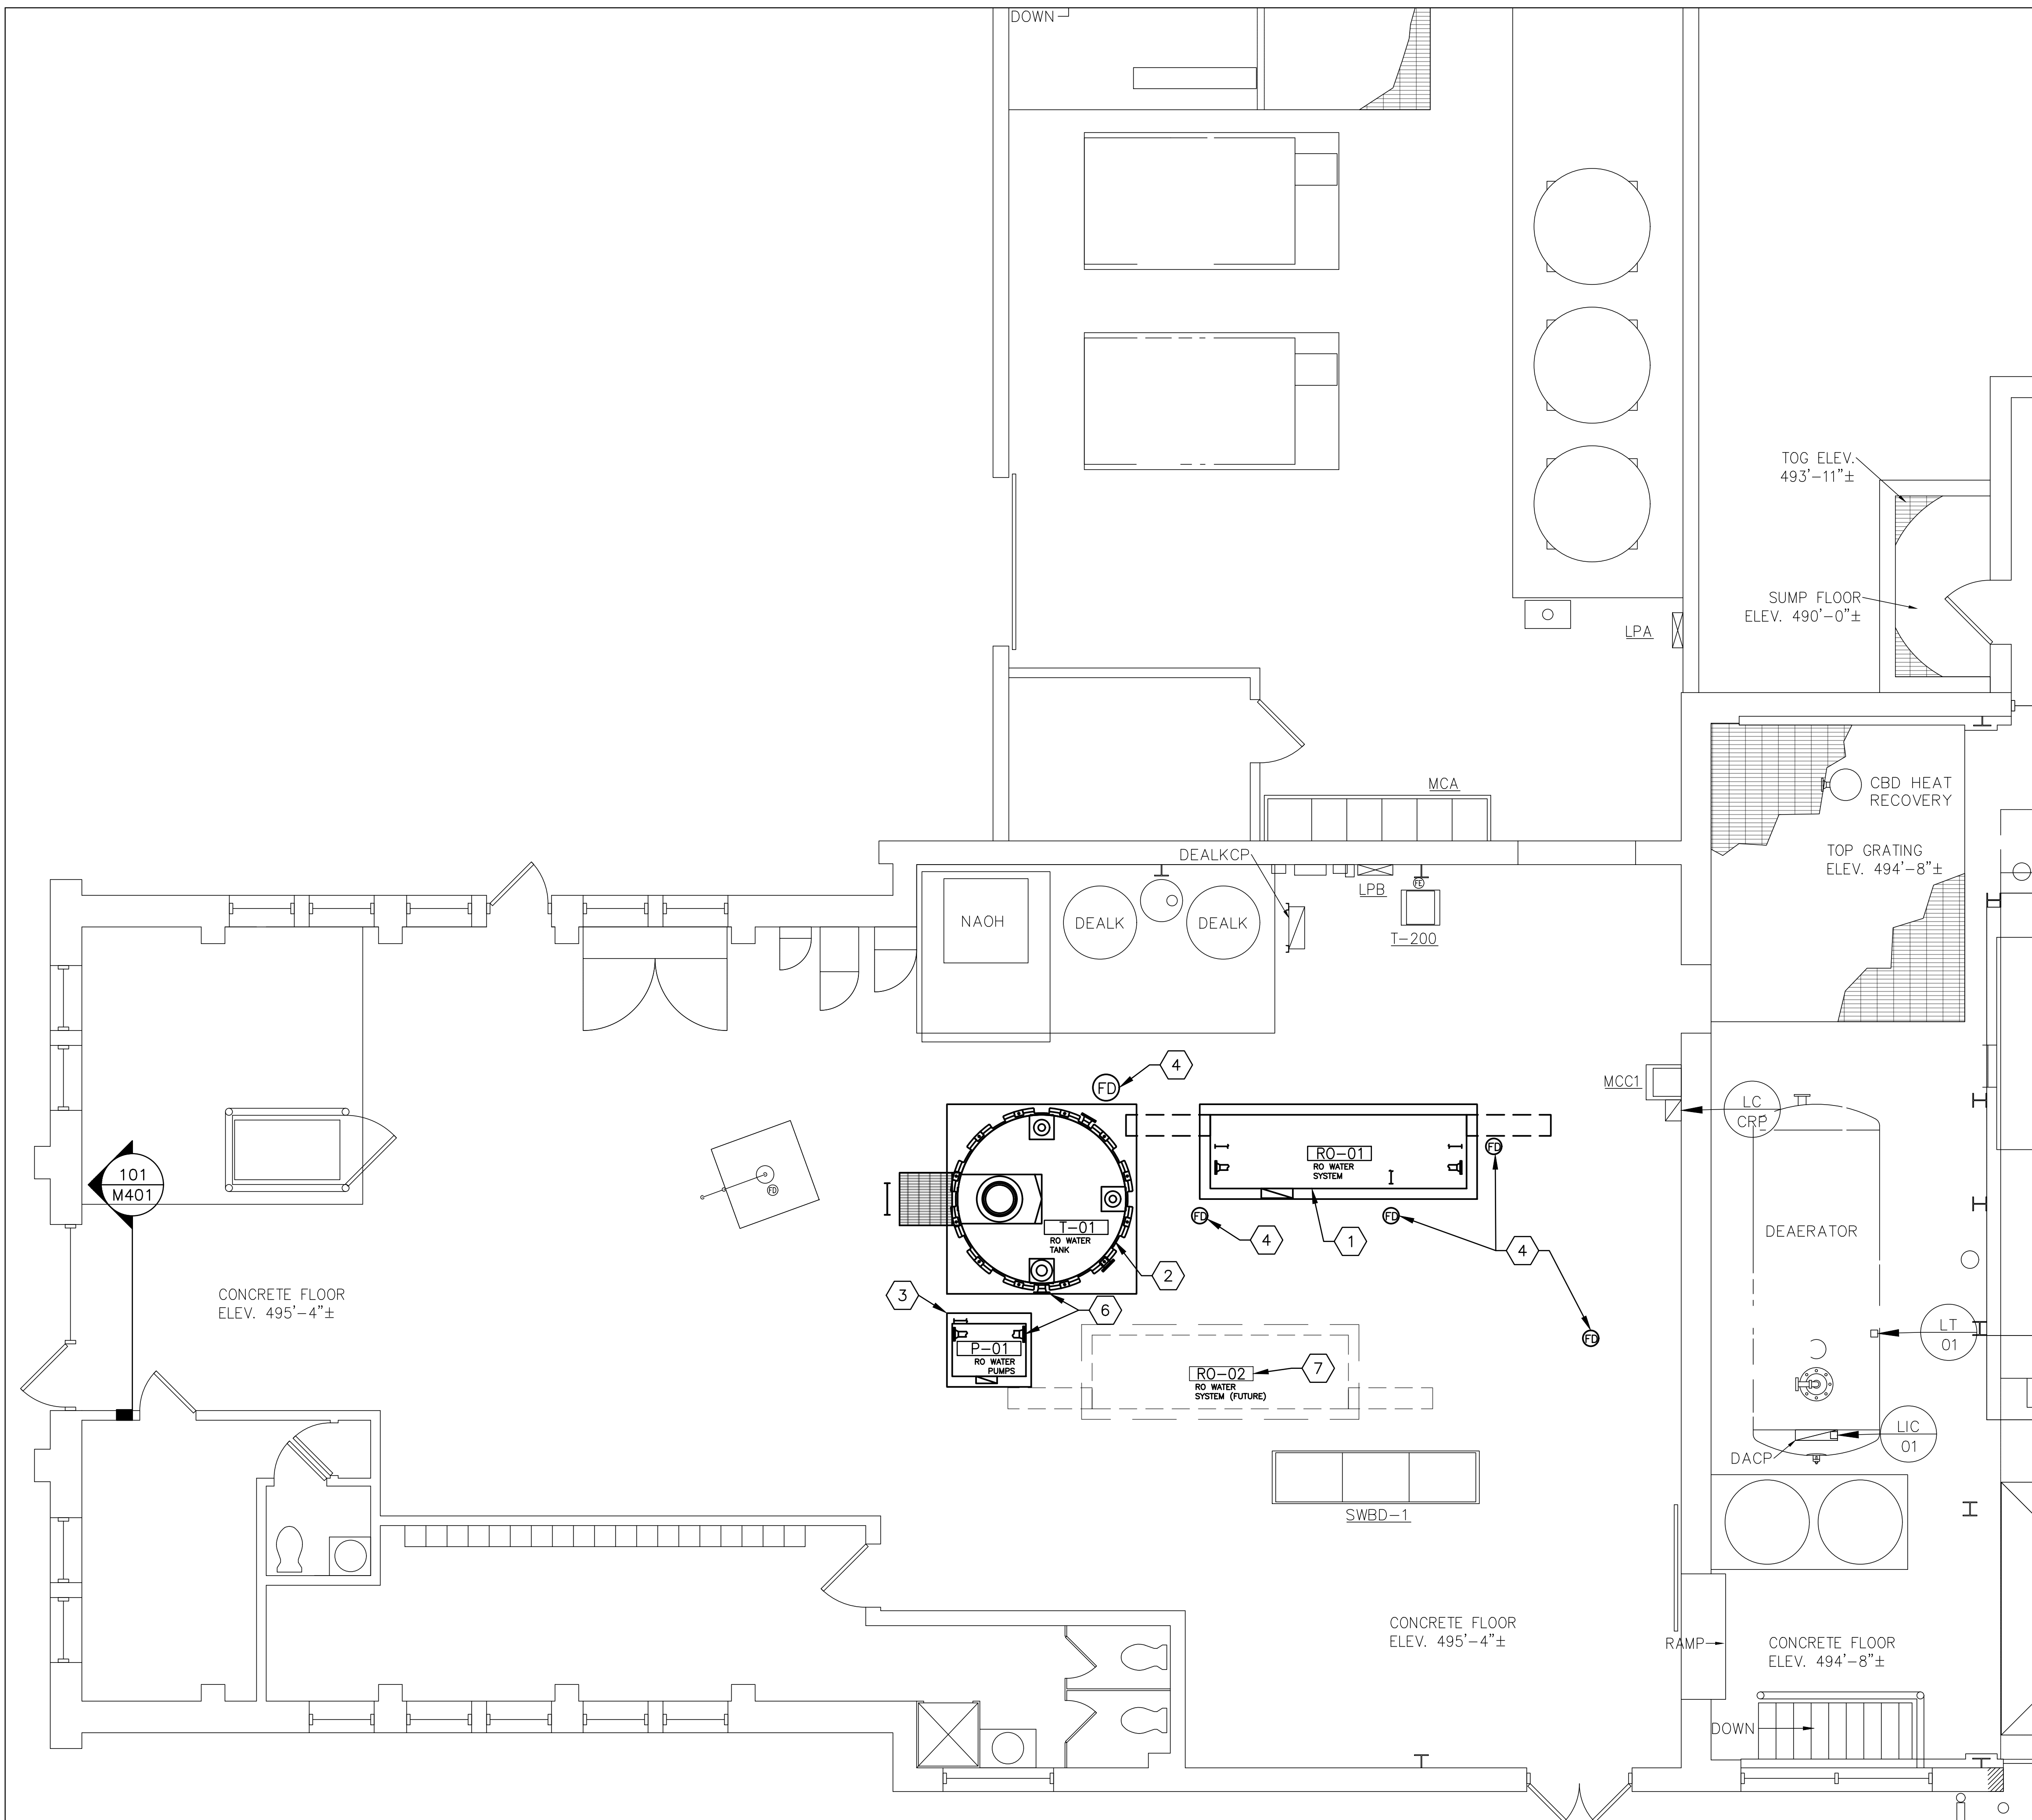 DOWN
TOG ELEV.
493'-11"±
SUMP FLOOR
ELEV. 490'-0"±
LPA
MCA
CBD HEAT
RECOVERY
TOP GRATING
ELEV. 494'-8"±
DEALKCP
LPB
FE
T-200
NAOH
DEALK
DEALK
MCC1
LC
CRP
FD
4
101
M401
FD
RO-01
RO WATER
SYSTEM
FD
T-01
RO WATER
TANK
FD
4
FD
1
4
2
DEAERATOR
CONCRETE FLOOR
ELEV. 495'-4"±
3
6
FD
LT
01
P-01
RO WATER
PUMPS
RO-02
RO WATER
SYSTEM (FUTURE)
7
LIC
01
DACP
SWBD-1
CONCRETE FLOOR
ELEV. 495'-4"±
RAMP
CONCRETE FLOOR
ELEV. 494'-8"±
DOWN